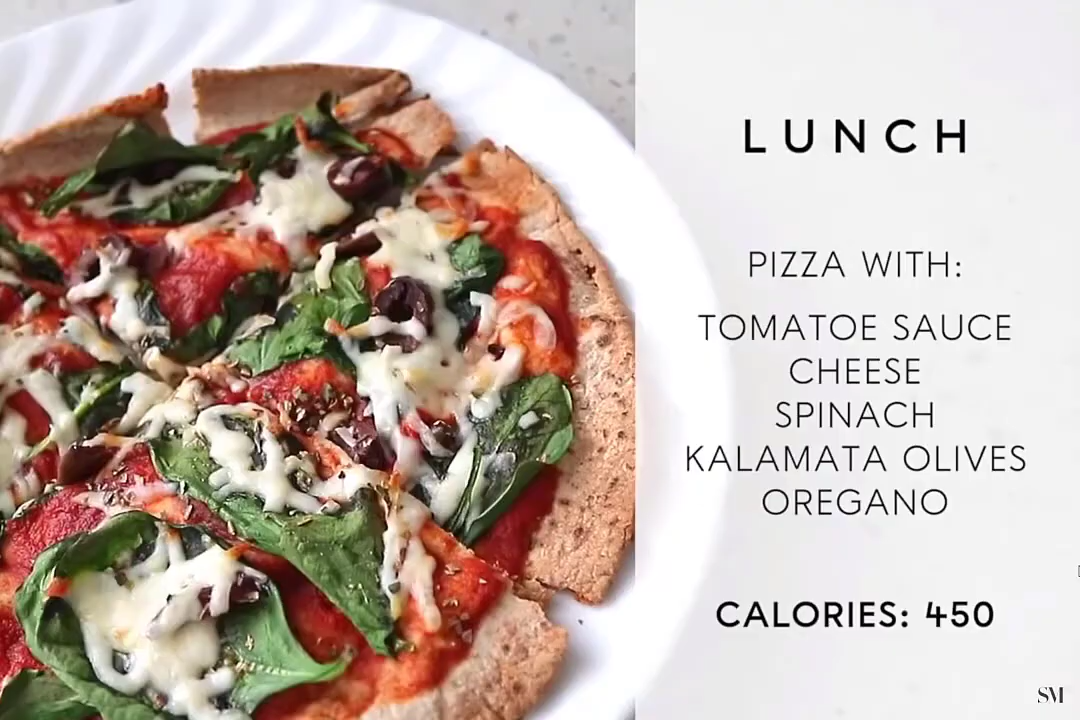 LUNCH
PIZZA WITH:
TOMATOE SAUCE
CHEESE
SPINACH
KALAMATA OLIVES
OREGANO
CALORIES: 450
SM